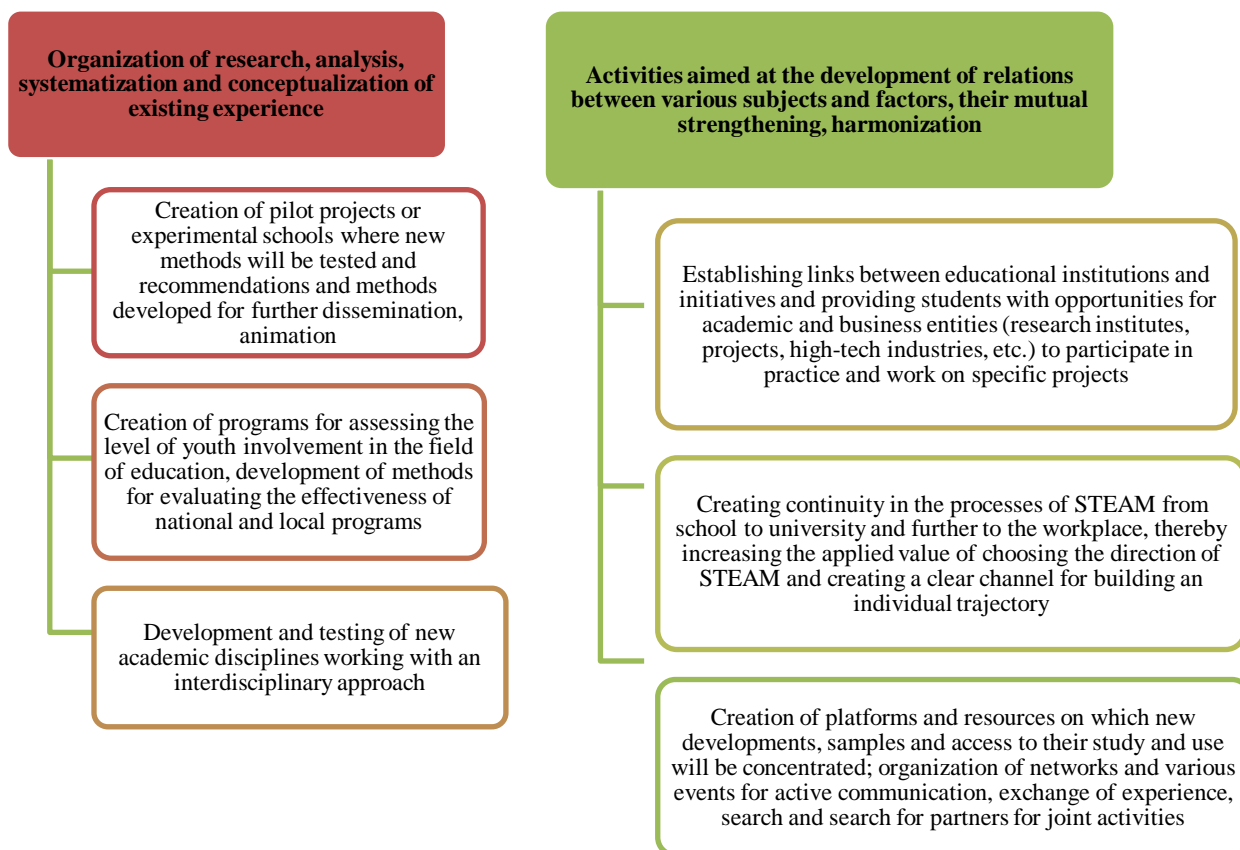 Organization of research, analysis,
systematization and conceptualization of
existing experience
Creation of pilot projects or
experimental schools where new
methods will be tested and
recommendations and methods
developed for further dissemination,
animation
Creation of programs for assessing the
level of youth involvement in the field
of education, development of methods
for evaluating the effectiveness of
national and local programs
Development and testing of new
academic disciplines working with an
interdisciplinary approach
Activities aimed at the development of relations
between various subjects and factors, their mutual
strengthening, harmonization
Establishing links between educational institutions and
initiatives and providing students with opportunities for
academic and business entities (research institutes,
projects, high-tech industries, etc.) to participate in
practice and work on specific projects
Creating continuity in the processes of STEAM from
school to university and further to the workplace, thereby
increasing the applied value of choosing the direction of
STEAM and creating a clear channel for building an
individual trajectory
Creation of platforms and resources on which new
developments, samples and access to their study and use
will be concentrated; organization of networks and various
events for active communication, exchange of experience,
search and search for partners for joint activities